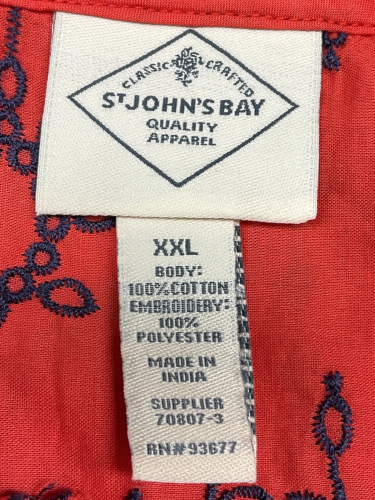 CLASSIC CRAFTED
ST JOHN'S BAY
QUALITY
APPAREL
XXL
BODY:
100%COTTON
EMBROIDERY:
100%
POLYESTER
MADE IN
INDIA
SUPPLIER
70807-3
RN#93677